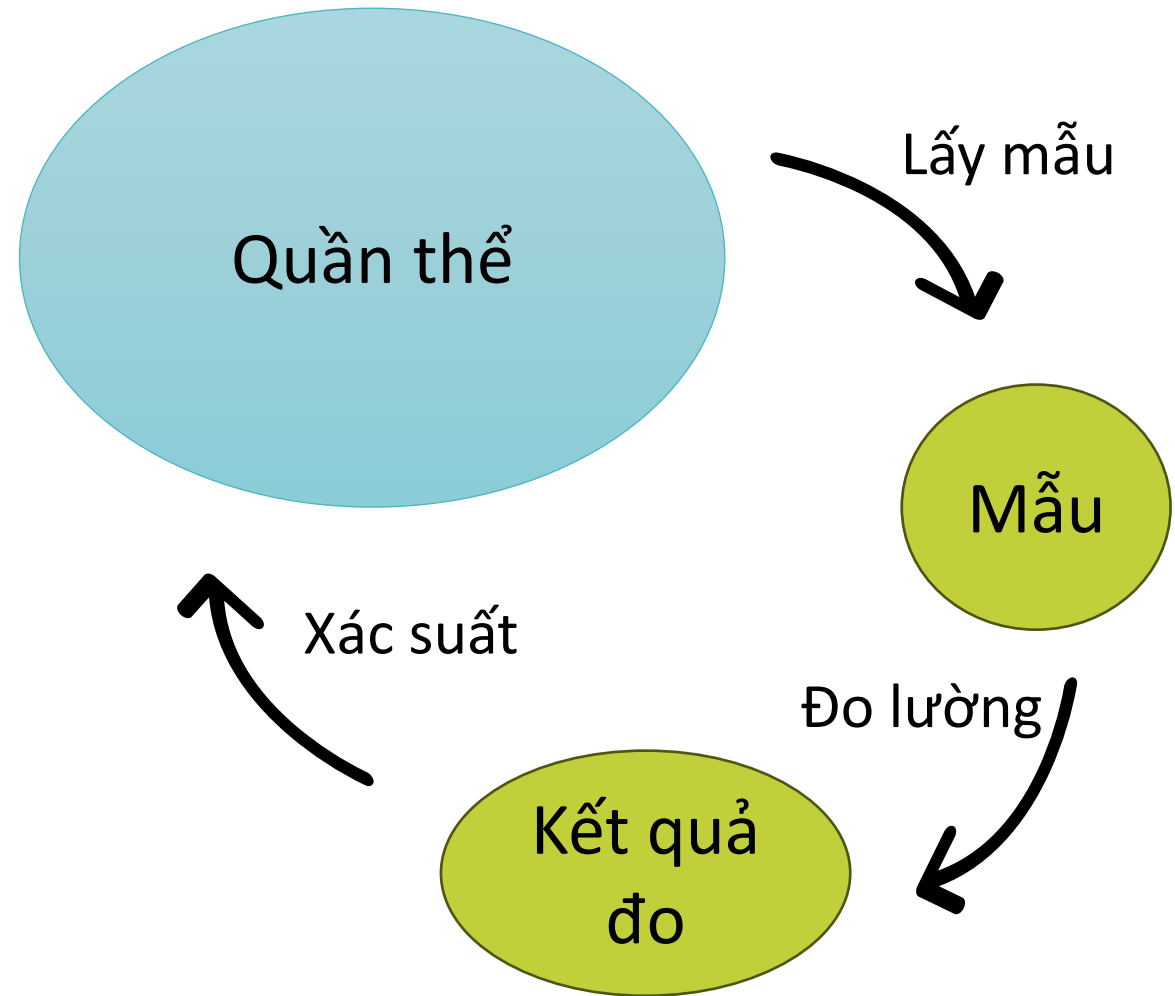 Quần thể
Lấy mẫu
Mẫu
Đo lường
Kết quả
đo
Xác suất